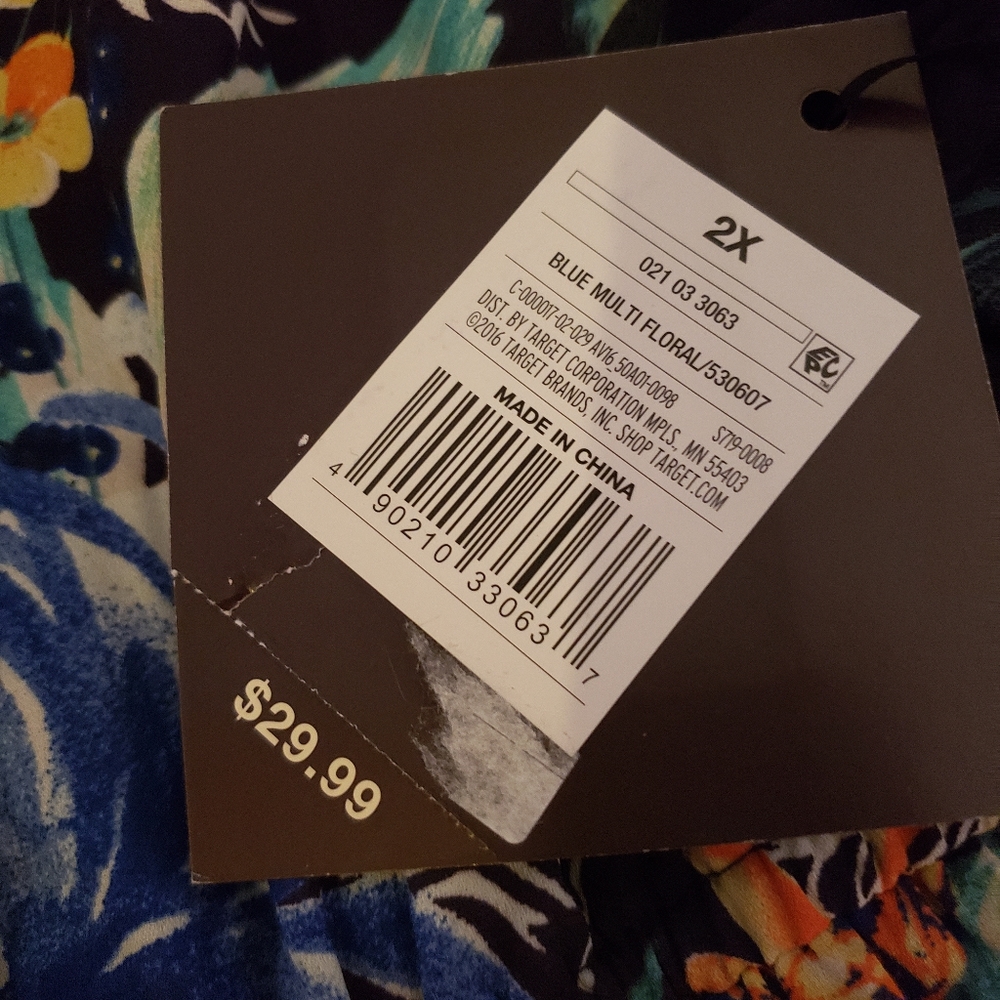 2X
021 03 3063
BLUE MULTI FLORAL/530607
EPC™
C-000017-02-029 AV16_50A01-0098 S719-0008
DIST. BY TARGET CORPORATION MPLS., MN 55403
©2016 TARGET BRANDS, INC. SHOP TARGET.COM
MADE IN CHINA
4 90210 33063 7
$29.99